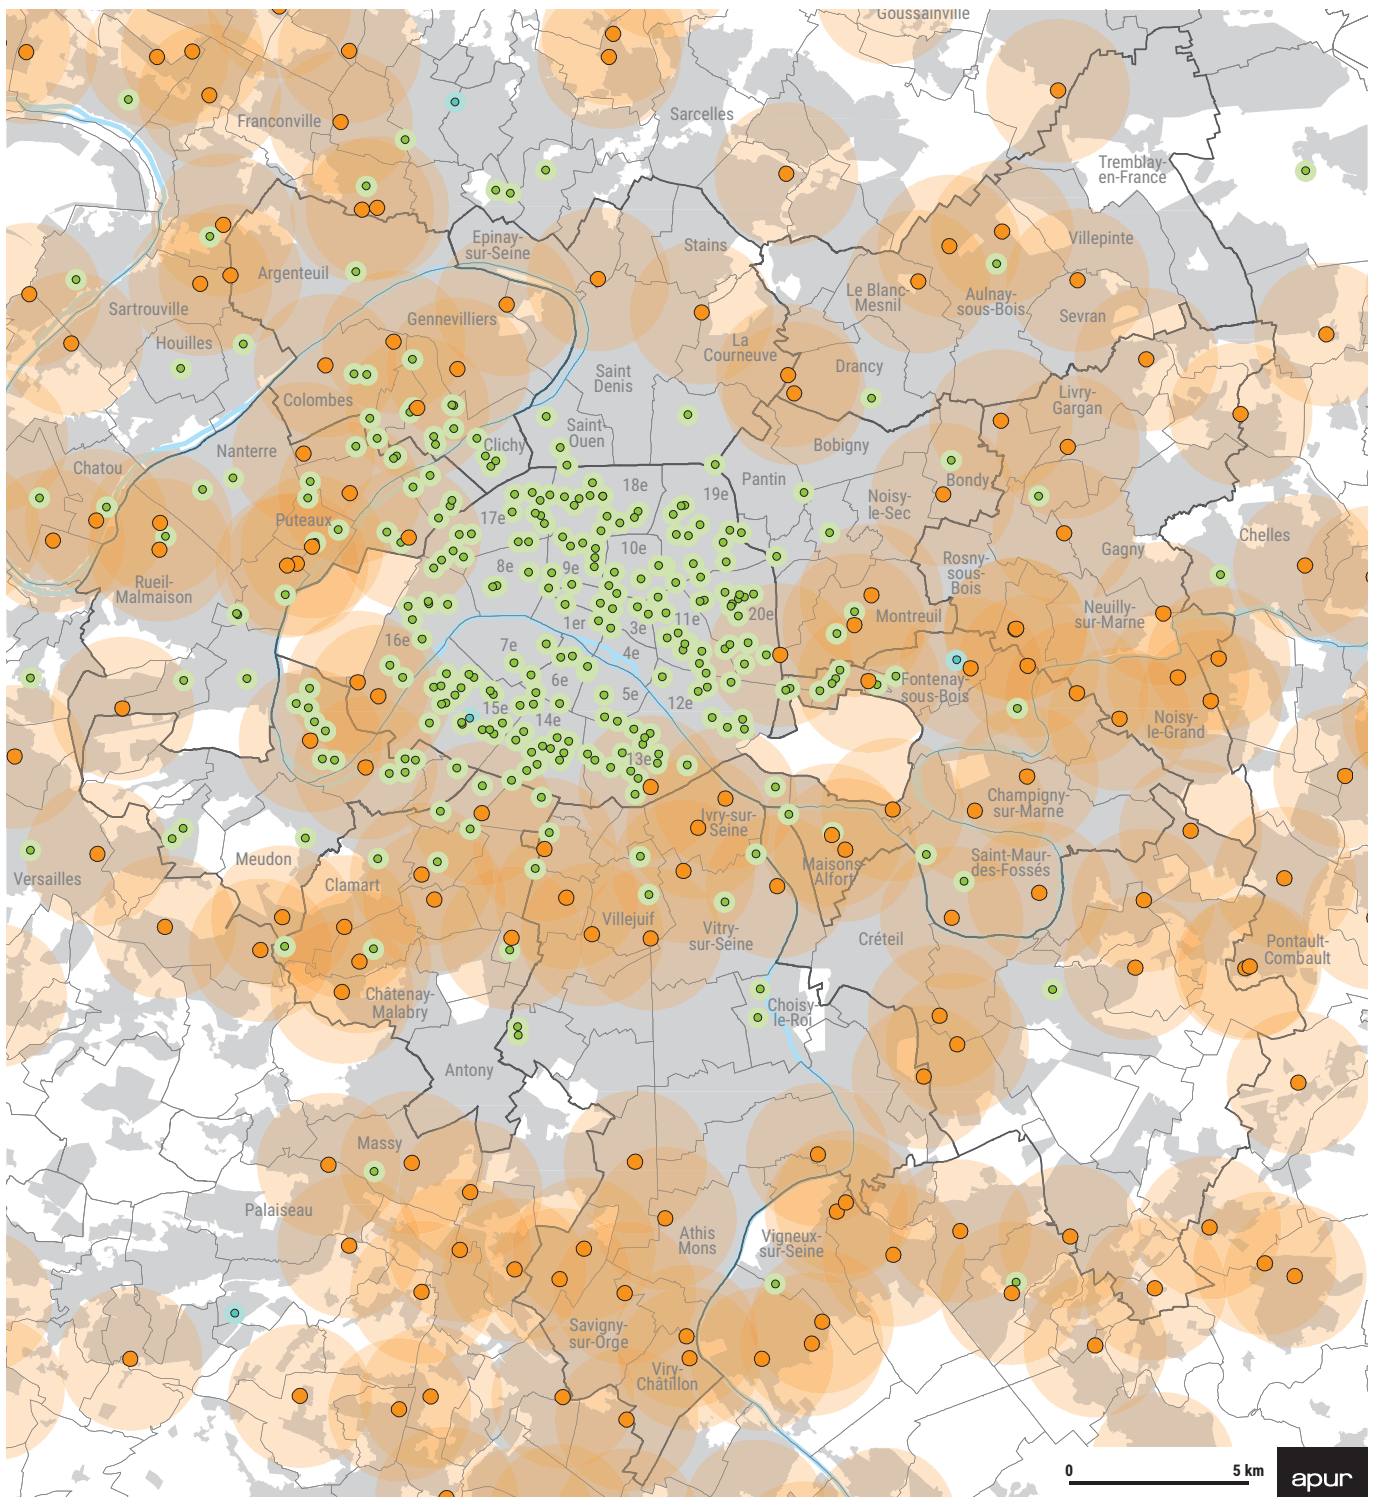 Goussainville
Sarcelles
Franconville
Tremblay-
en-France
Epinay-
sur-Seine
Stains
Villepinte
Argenteuil
Le Blanc-
Mesnil
Aulnay-
sous-Bois
Sartrouville
Gennevilliers
Sevran
Houilles
La
Courneuve
Drancy
Saint
Denis
Colombes
Livry-
Gargan
Saint-
Ouen
Clichy
Bobigny
Nanterre
Chatou
Pantin
Bondy
18e
19e
Noisy-
le-Sec
17e
Puteaux
Chelles
10e
Gagny
8e
9e
Rosny-
sous-
Bois
Rueil-
Malmaison
Neuilly-
sur-Marne
20e
Montreuil
11e
1er
3e
16e
7e
4e
6e
Fontenay-
sous-Bois
5e
12e
15e
14e
Noisy-
le-Grand
13e
Champigny-
sur-Marne
Ivry-sur-
Seine
Meudon
Maisons-
Alfort
Saint-Maur-
des-Fossés
Versailles
Clamart
Villejuif
Vitry-
sur-Seine
Créteil
Pontault-
Combault
Châtenay-
Malabry
Choisy-
le-Roi
Antony
Massy
Palaiseau
Athis
Mons
Vigneux-
sur-Seine
Savigny-
sur-Orge
Viry-
Châtillon
0 5 km
apur